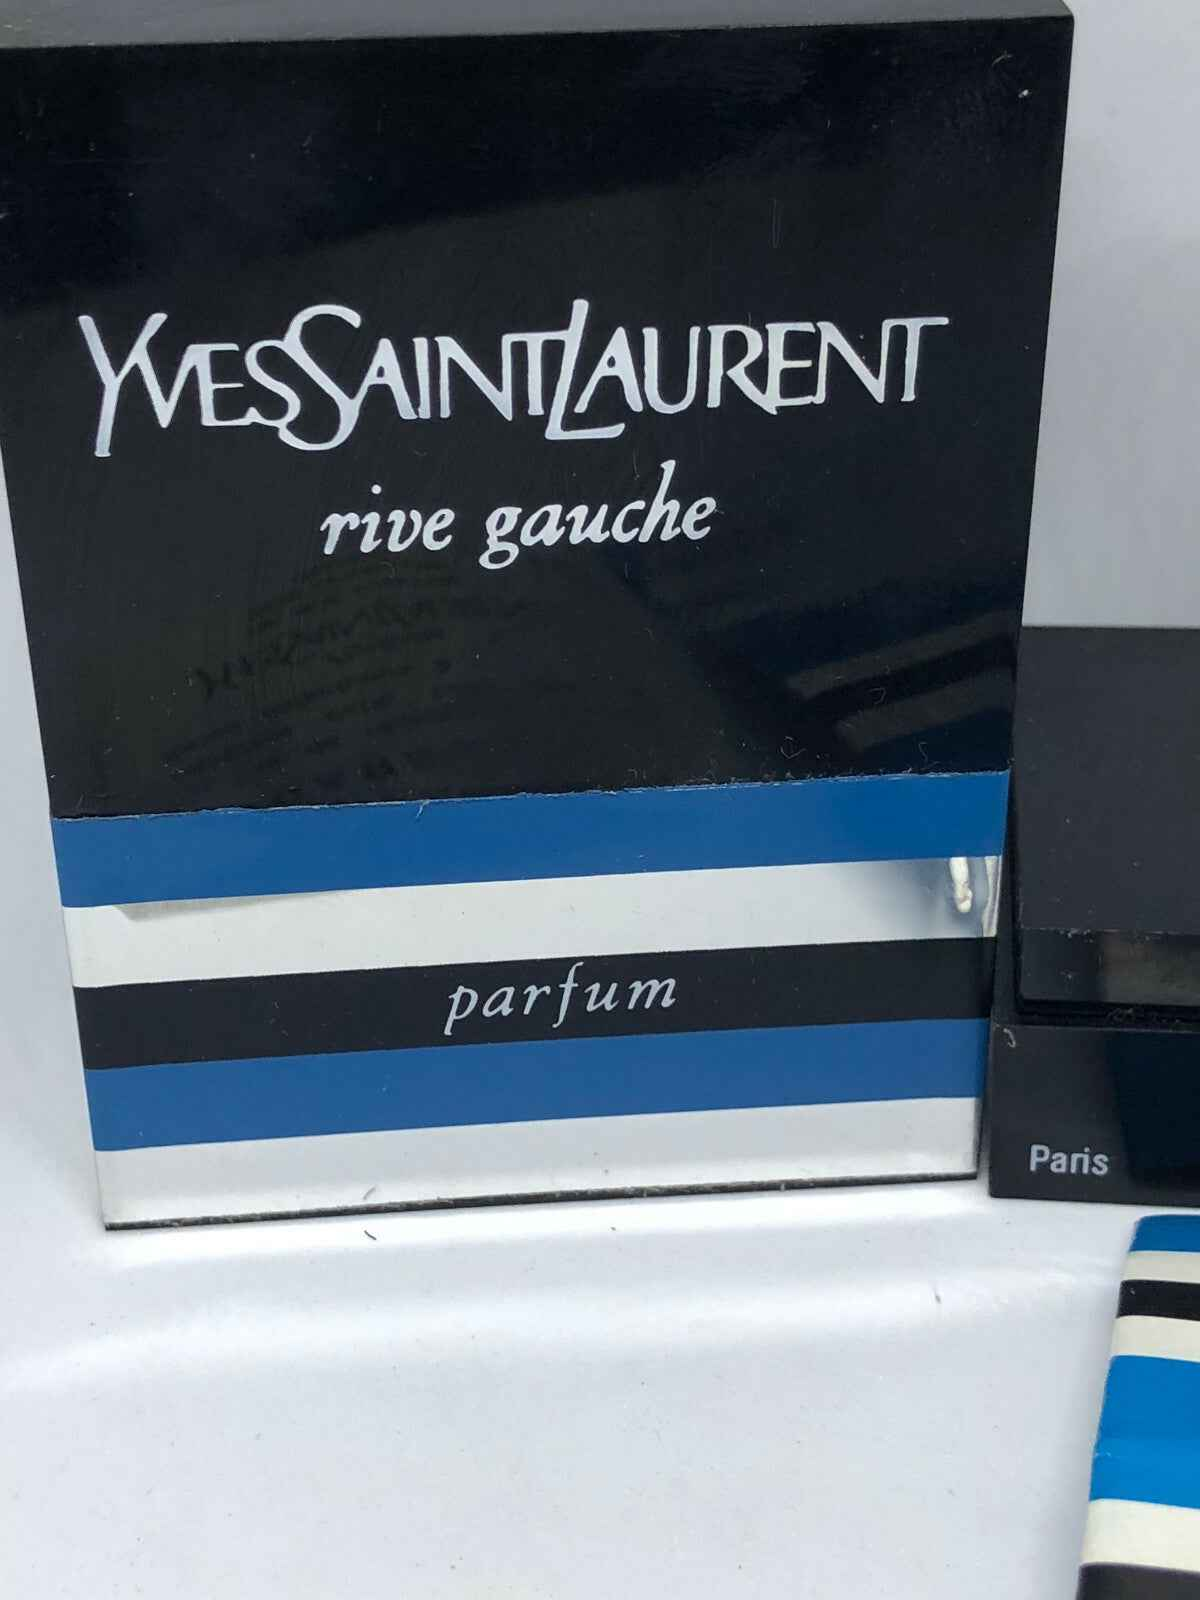 YVESSAINTLAURENT
rive gauche
parfum
Paris